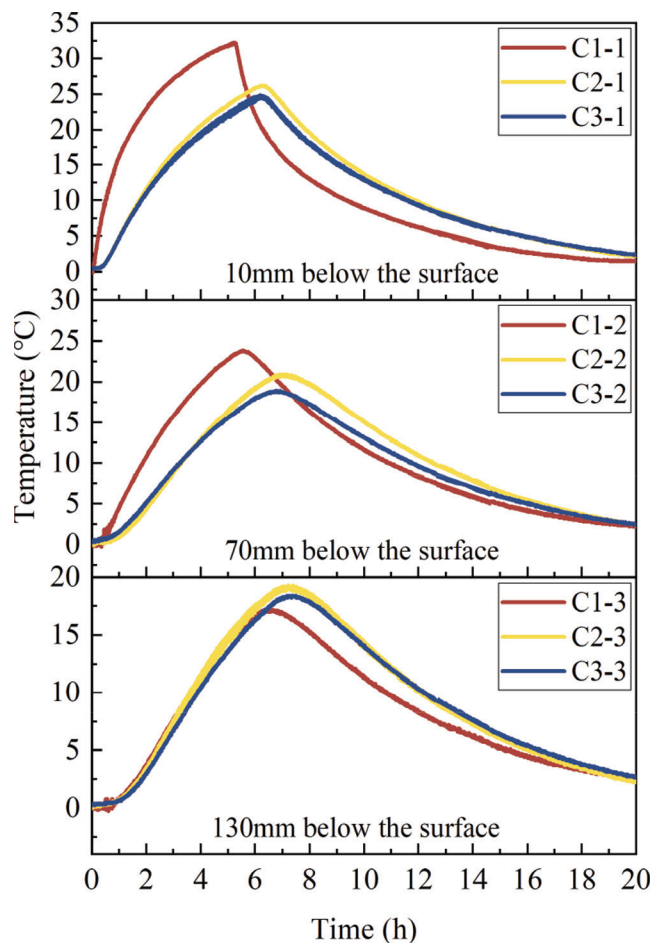 35
30
25
20
15
10
5
0
C1-1
C2-1
C3-1
10mm below the surface
30
25
20
15
10
5
0
C1-2
C2-2
C3-2
70mm below the surface
Temperature (°C)
20
15
10
5
0
C1-3
C2-3
C3-3
130mm below the surface
0 2 4 6 8 10 12 14 16 18 20
Time (h)